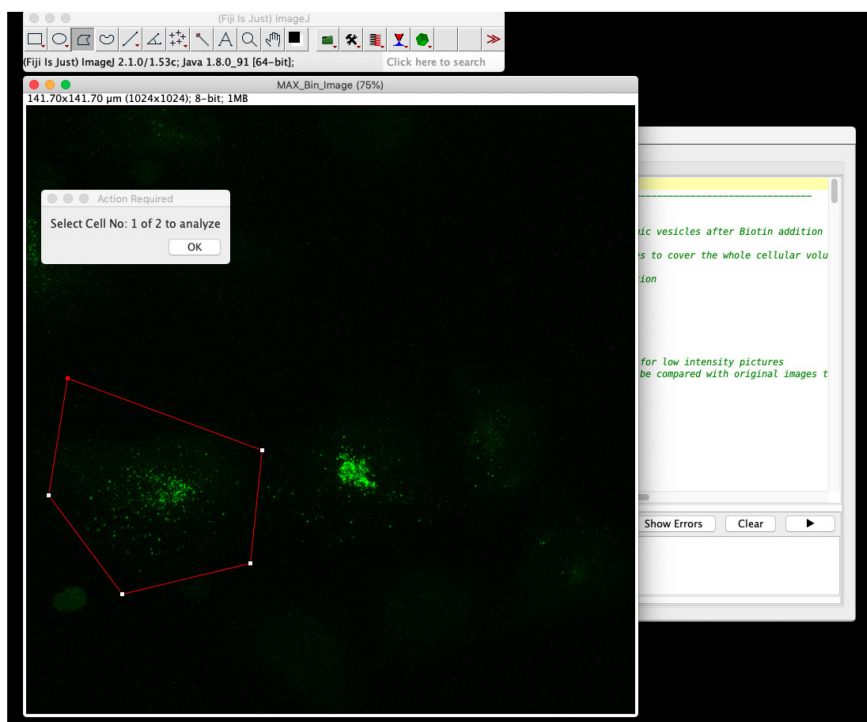 (Fiji Is Just) ImageJ
(Fiji Is Just) ImageJ 2.1.0/1.53c; Java 1.8.0_91 [64-bit];
Click here to search
MAX_Bin_Image (75%)
141.70x141.70 µm (1024x1024); 8-bit; 1MB
Action Required
Select Cell No: 1 of 2 to analyze
OK
ic vesicles after Biotin addition
s to cover the whole cellular volu
ion
for low intensity pictures
be compared with original images t
Show Errors
Clear